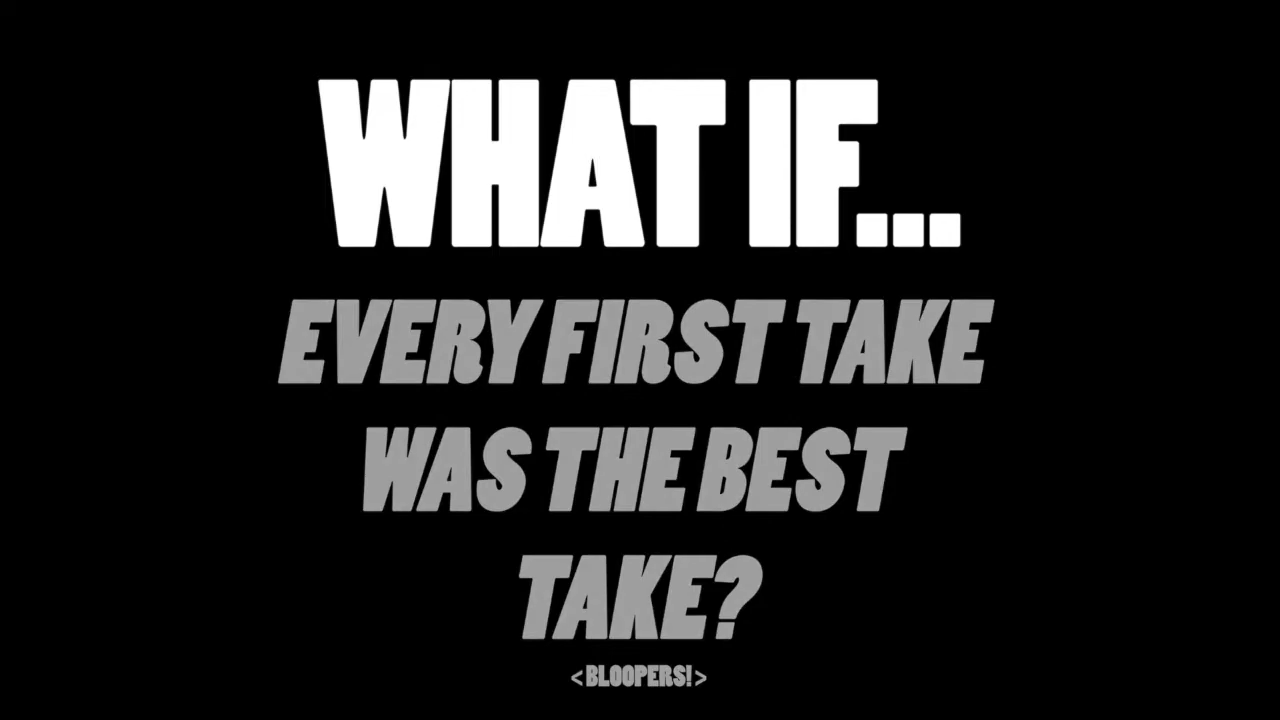 WHAT IF...
EVERY FIRST TAKE
WAS THE BEST
TAKE?
<BLOOPERS!>